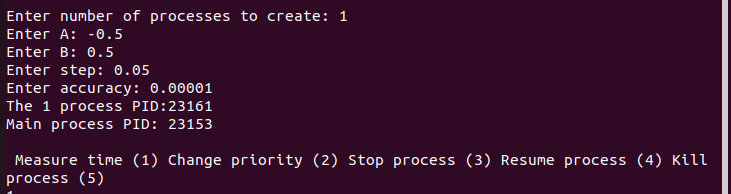 Enter number of processes to create: 1
Enter A: -0.5
Enter B: 0.5
Enter step: 0.05
Enter accuracy: 0.00001
The 1 process PID:23161
Main process PID: 23153
Measure time (1) Change priority (2) Stop process (3) Resume process (4) Kill
process (5)